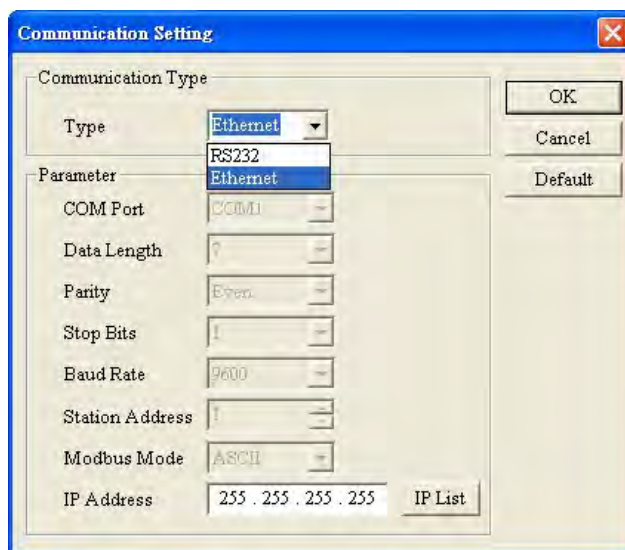 Communication Setting
Communication Type
Type Ethernet
RS232
Ethernet
OK
Cancel
Default
Parameter
COM Port COM1
Data Length 7
Parity Even
Stop Bits 1
Baud Rate 9600
Station Address 1
Modbus Mode ASCII
IP Address 255 . 255 . 255 . 255 IP List